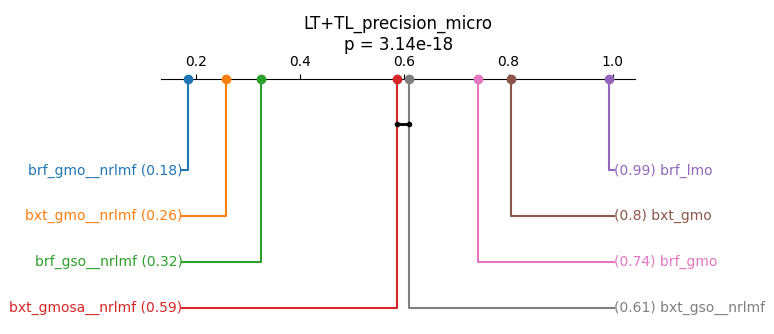 LT+TL_precision_micro
p = 3.14e-18
0.2 0.4 0.6 0.8 1.0
brf_gmo__nrlmf (0.18) (0.99) brf_lmo
bxt_gmo__nrlmf (0.26) (0.8) bxt_gmo
brf_gso__nrlmf (0.32) (0.74) brf_gmo
bxt_gmosa__nrlmf (0.59) (0.61) bxt_gso__nrlmf